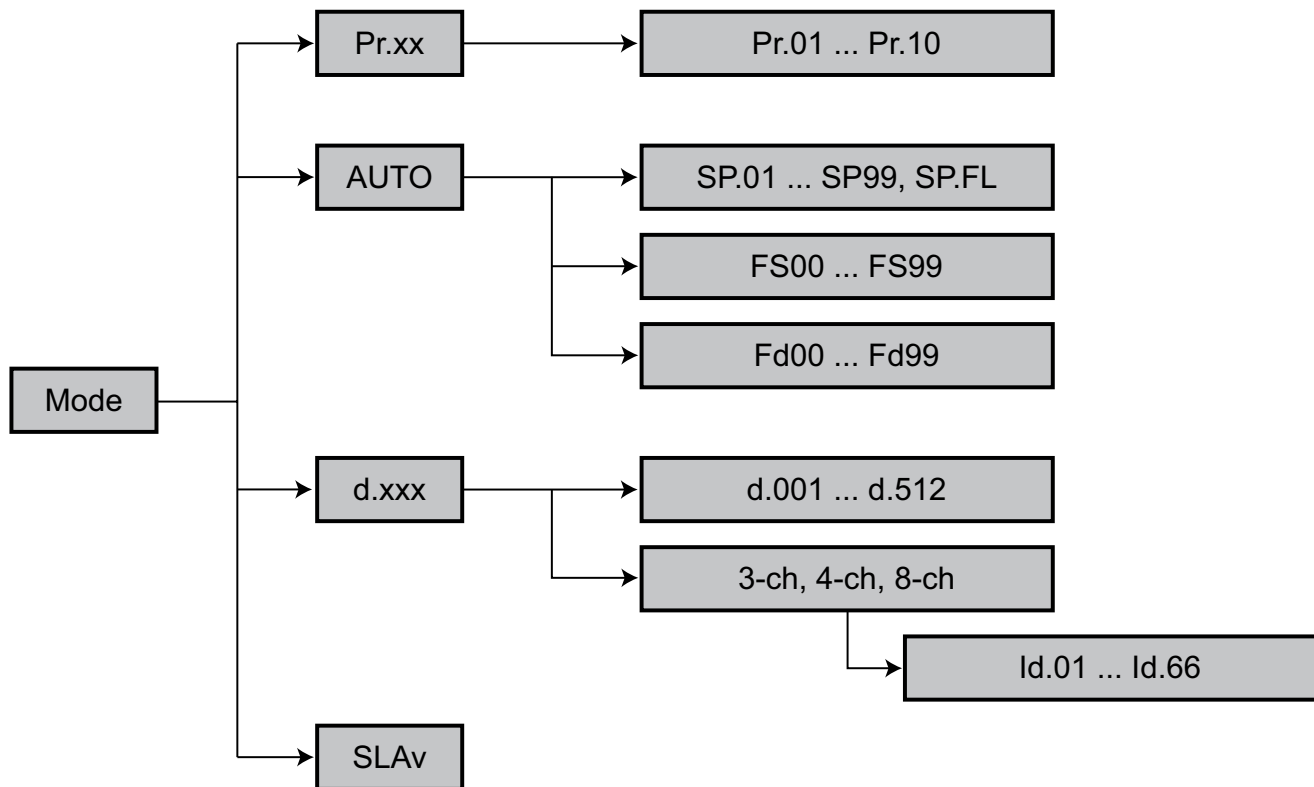 Pr.xx
Pr.01 ... Pr.10
AUTO
SP.01 ... SP99, SP.FL
FS00 ... FS99
Fd00 ... Fd99
Mode
d.xxx
d.001 ... d.512
3-ch, 4-ch, 8-ch
Id.01 ... Id.66
SLAv